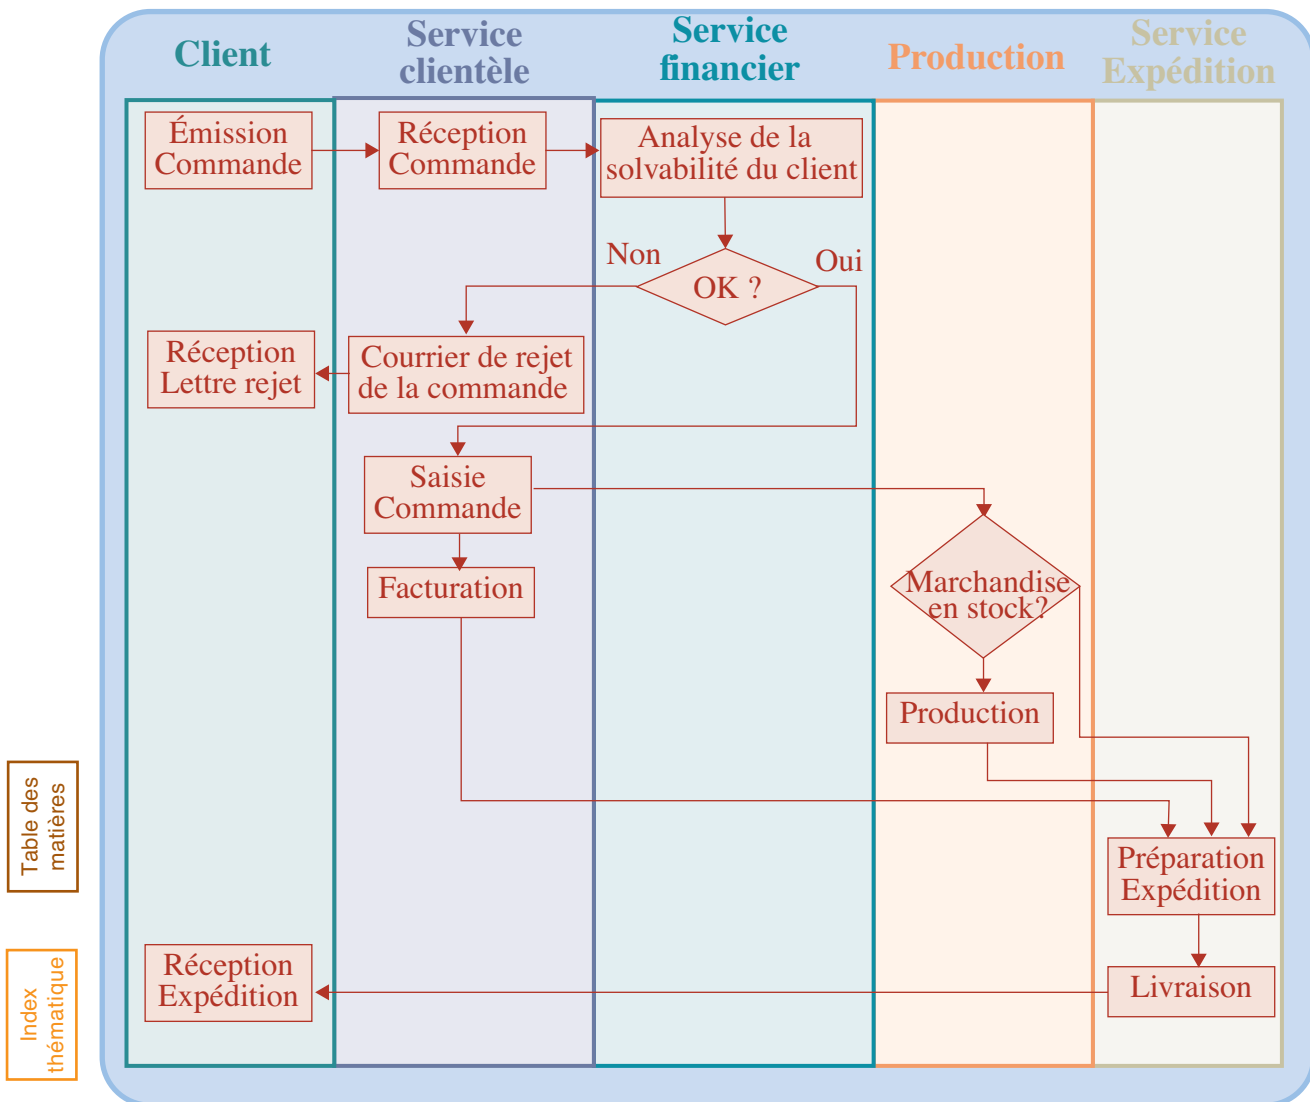 Client
Service
clientèle
Service
financier
Production
Service
Expédition
Émission
Commande
Réception
Commande
Analyse de la
solvabilité du client
Non
OK ?
Oui
Réception
Lettre rejet
Courrier de rejet
de la commande
Saisie
Commande
Facturation
Marchandise
en stock?
Production
Table des
matières
Préparation
Expédition
Index
thématique
Réception
Expédition
Livraison